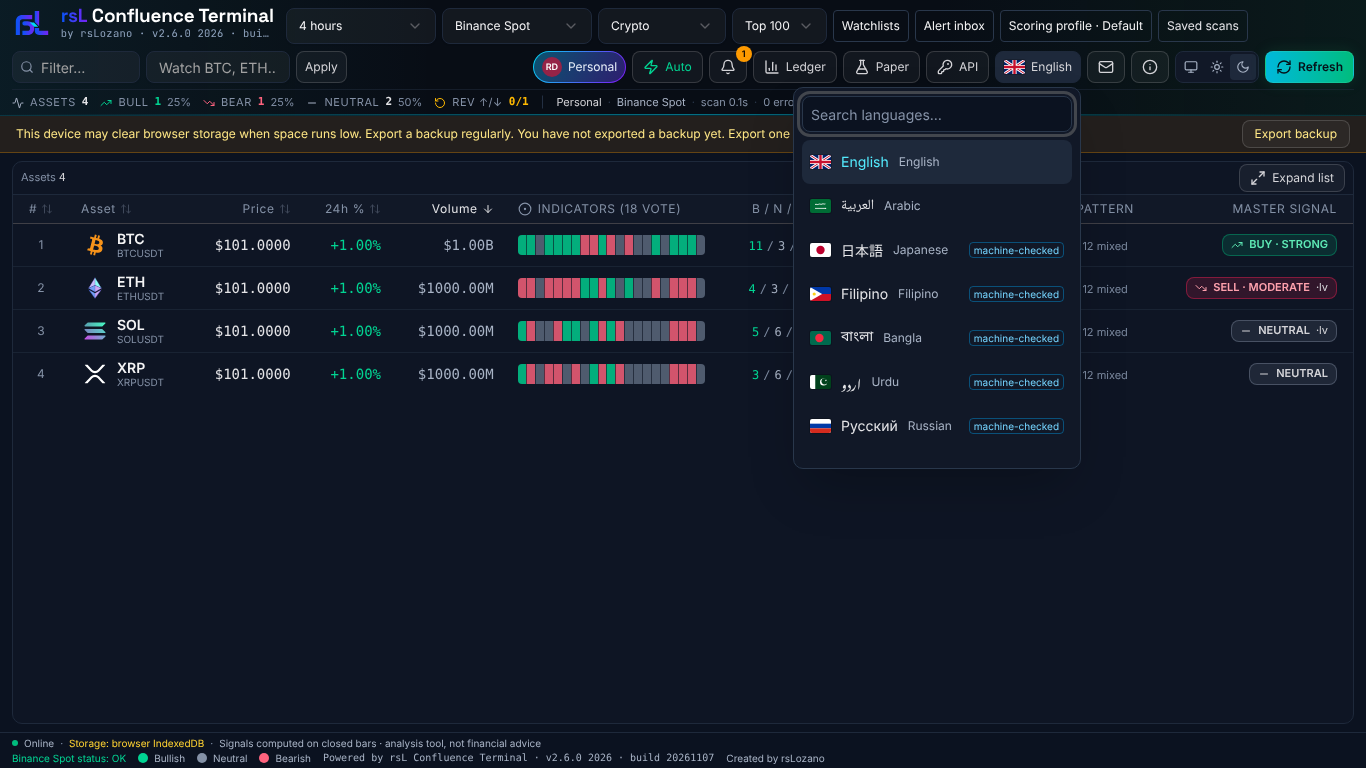 rsL Confluence Terminal
by rsLozano · v2.6.0 2026 · bui…
4 hours
Binance Spot
Crypto
Top 100
Watchlists
Alert inbox
Scoring profile · Default
Saved scans
Filter...
Watch BTC, ETH..
Apply
RD Personal
Auto
1
Ledger
Paper
API
English
Refresh
ASSETS 4 BULL 1 25% BEAR 1 25% NEUTRAL 2 50% REV ↑/↓ 0/1 Personal · Binance Spot · scan 0.1s · 0 erro
This device may clear browser storage when space runs low. Export a backup regularly. You have not exported a backup yet. Export one
Export backup
Search languages...
English English
العربية Arabic
日本語 Japanese machine-checked
Filipino Filipino machine-checked
বাংলা Bangla machine-checked
اردو Urdu machine-checked
Русский Russian machine-checked
Assets 4
Expand list
# Asset Price 24h % Volume INDICATORS (18 VOTE) B / N / PATTERN MASTER SIGNAL
1 BTC $101.0000 +1.00% $1.00B 11 / 3 / 12 mixed BUY · STRONG
BTCUSDT
2 ETH $101.0000 +1.00% $1000.00M 4 / 3 / 12 mixed SELL · MODERATE ·lv
ETHUSDT
3 SOL $101.0000 +1.00% $1000.00M 5 / 6 / 12 mixed NEUTRAL ·lv
SOLUSDT
4 XRP $101.0000 +1.00% $1000.00M 3 / 6 / 12 mixed NEUTRAL
XRPUSDT
Online · Storage: browser IndexedDB · Signals computed on closed bars · analysis tool, not financial advice
Binance Spot status: OK Bullish Neutral Bearish Powered by rsL Confluence Terminal · v2.6.0 2026 · build 20261107 Created by rsLozano